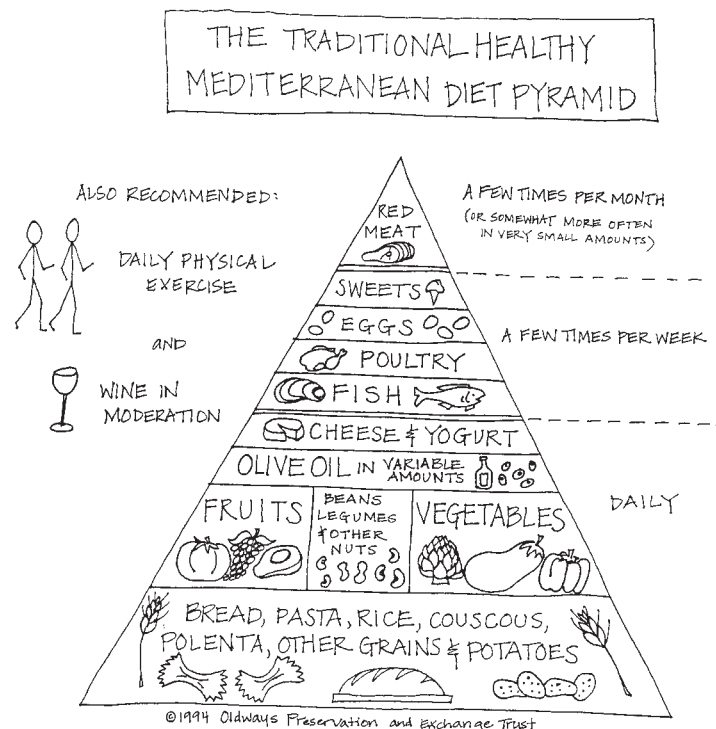 THE TRADITIONAL HEALTHY
MEDITERRANEAN DIET PYRAMID
ALSO RECOMMENDED:
DAILY PHYSICAL
EXERCISE
AND
WINE IN
MODERATION
RED
MEAT
A FEW TIMES PER MONTH
(OR SOMEWHAT MORE OFTEN
IN VERY SMALL AMOUNTS)
SWEETS
EGGS
POULTRY
FISH
A FEW TIMES PER WEEK
CHEESE & YOGURT
OLIVE OIL IN VARIABLE
AMOUNTS
FRUITS
BEANS
LEGUMES
& OTHER
NUTS
VEGETABLES
DAILY
BREAD, PASTA, RICE, COUSCOUS,
POLENTA, OTHER GRAINS & POTATOES
©1994 Oldways Preservation and Exchange Trust